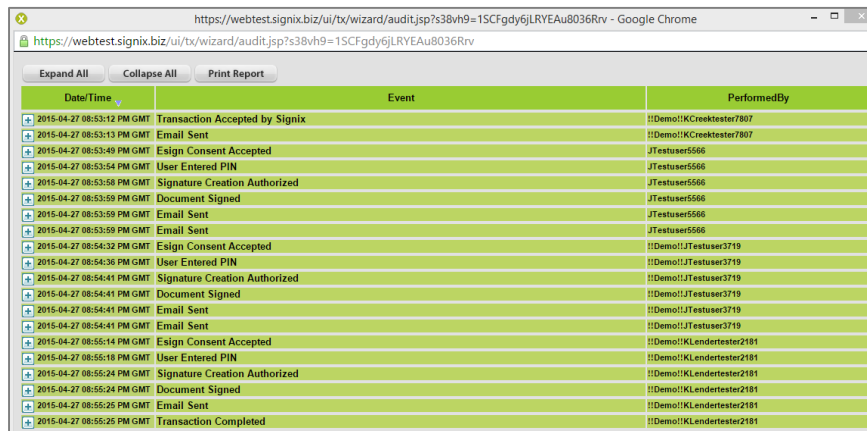 https://webtest.signix.biz/ui/tx/wizard/audit.jsp?s38vh9=1SCFgdy6jLRYEAu8036Rrv - Google Chrome
https://webtest.signix.biz/ui/tx/wizard/audit.jsp?s38vh9=1SCFgdy6jLRYEAu8036Rrv
Expand All Collapse All Print Report
Date/Time Event PerformedBy
2015-04-27 08:53:12 PM GMT Transaction Accepted by Signix !!Demo!!KCreektester7807
2015-04-27 08:53:13 PM GMT Email Sent !!Demo!!KCreektester7807
2015-04-27 08:53:49 PM GMT Esign Consent Accepted JTestuser5566
2015-04-27 08:53:54 PM GMT User Entered PIN JTestuser5566
2015-04-27 08:53:58 PM GMT Signature Creation Authorized JTestuser5566
2015-04-27 08:53:59 PM GMT Document Signed JTestuser5566
2015-04-27 08:53:59 PM GMT Email Sent JTestuser5566
2015-04-27 08:53:59 PM GMT Email Sent JTestuser5566
2015-04-27 08:54:32 PM GMT Esign Consent Accepted !!Demo!!JTestuser3719
2015-04-27 08:54:36 PM GMT User Entered PIN !!Demo!!JTestuser3719
2015-04-27 08:54:41 PM GMT Signature Creation Authorized !!Demo!!JTestuser3719
2015-04-27 08:54:41 PM GMT Document Signed !!Demo!!JTestuser3719
2015-04-27 08:54:41 PM GMT Email Sent !!Demo!!JTestuser3719
2015-04-27 08:54:41 PM GMT Email Sent !!Demo!!JTestuser3719
2015-04-27 08:55:14 PM GMT Esign Consent Accepted !!Demo!!KLendertester2181
2015-04-27 08:55:18 PM GMT User Entered PIN !!Demo!!KLendertester2181
2015-04-27 08:55:24 PM GMT Signature Creation Authorized !!Demo!!KLendertester2181
2015-04-27 08:55:24 PM GMT Document Signed !!Demo!!KLendertester2181
2015-04-27 08:55:25 PM GMT Email Sent !!Demo!!KLendertester2181
2015-04-27 08:55:25 PM GMT Transaction Completed !!Demo!!KLendertester2181